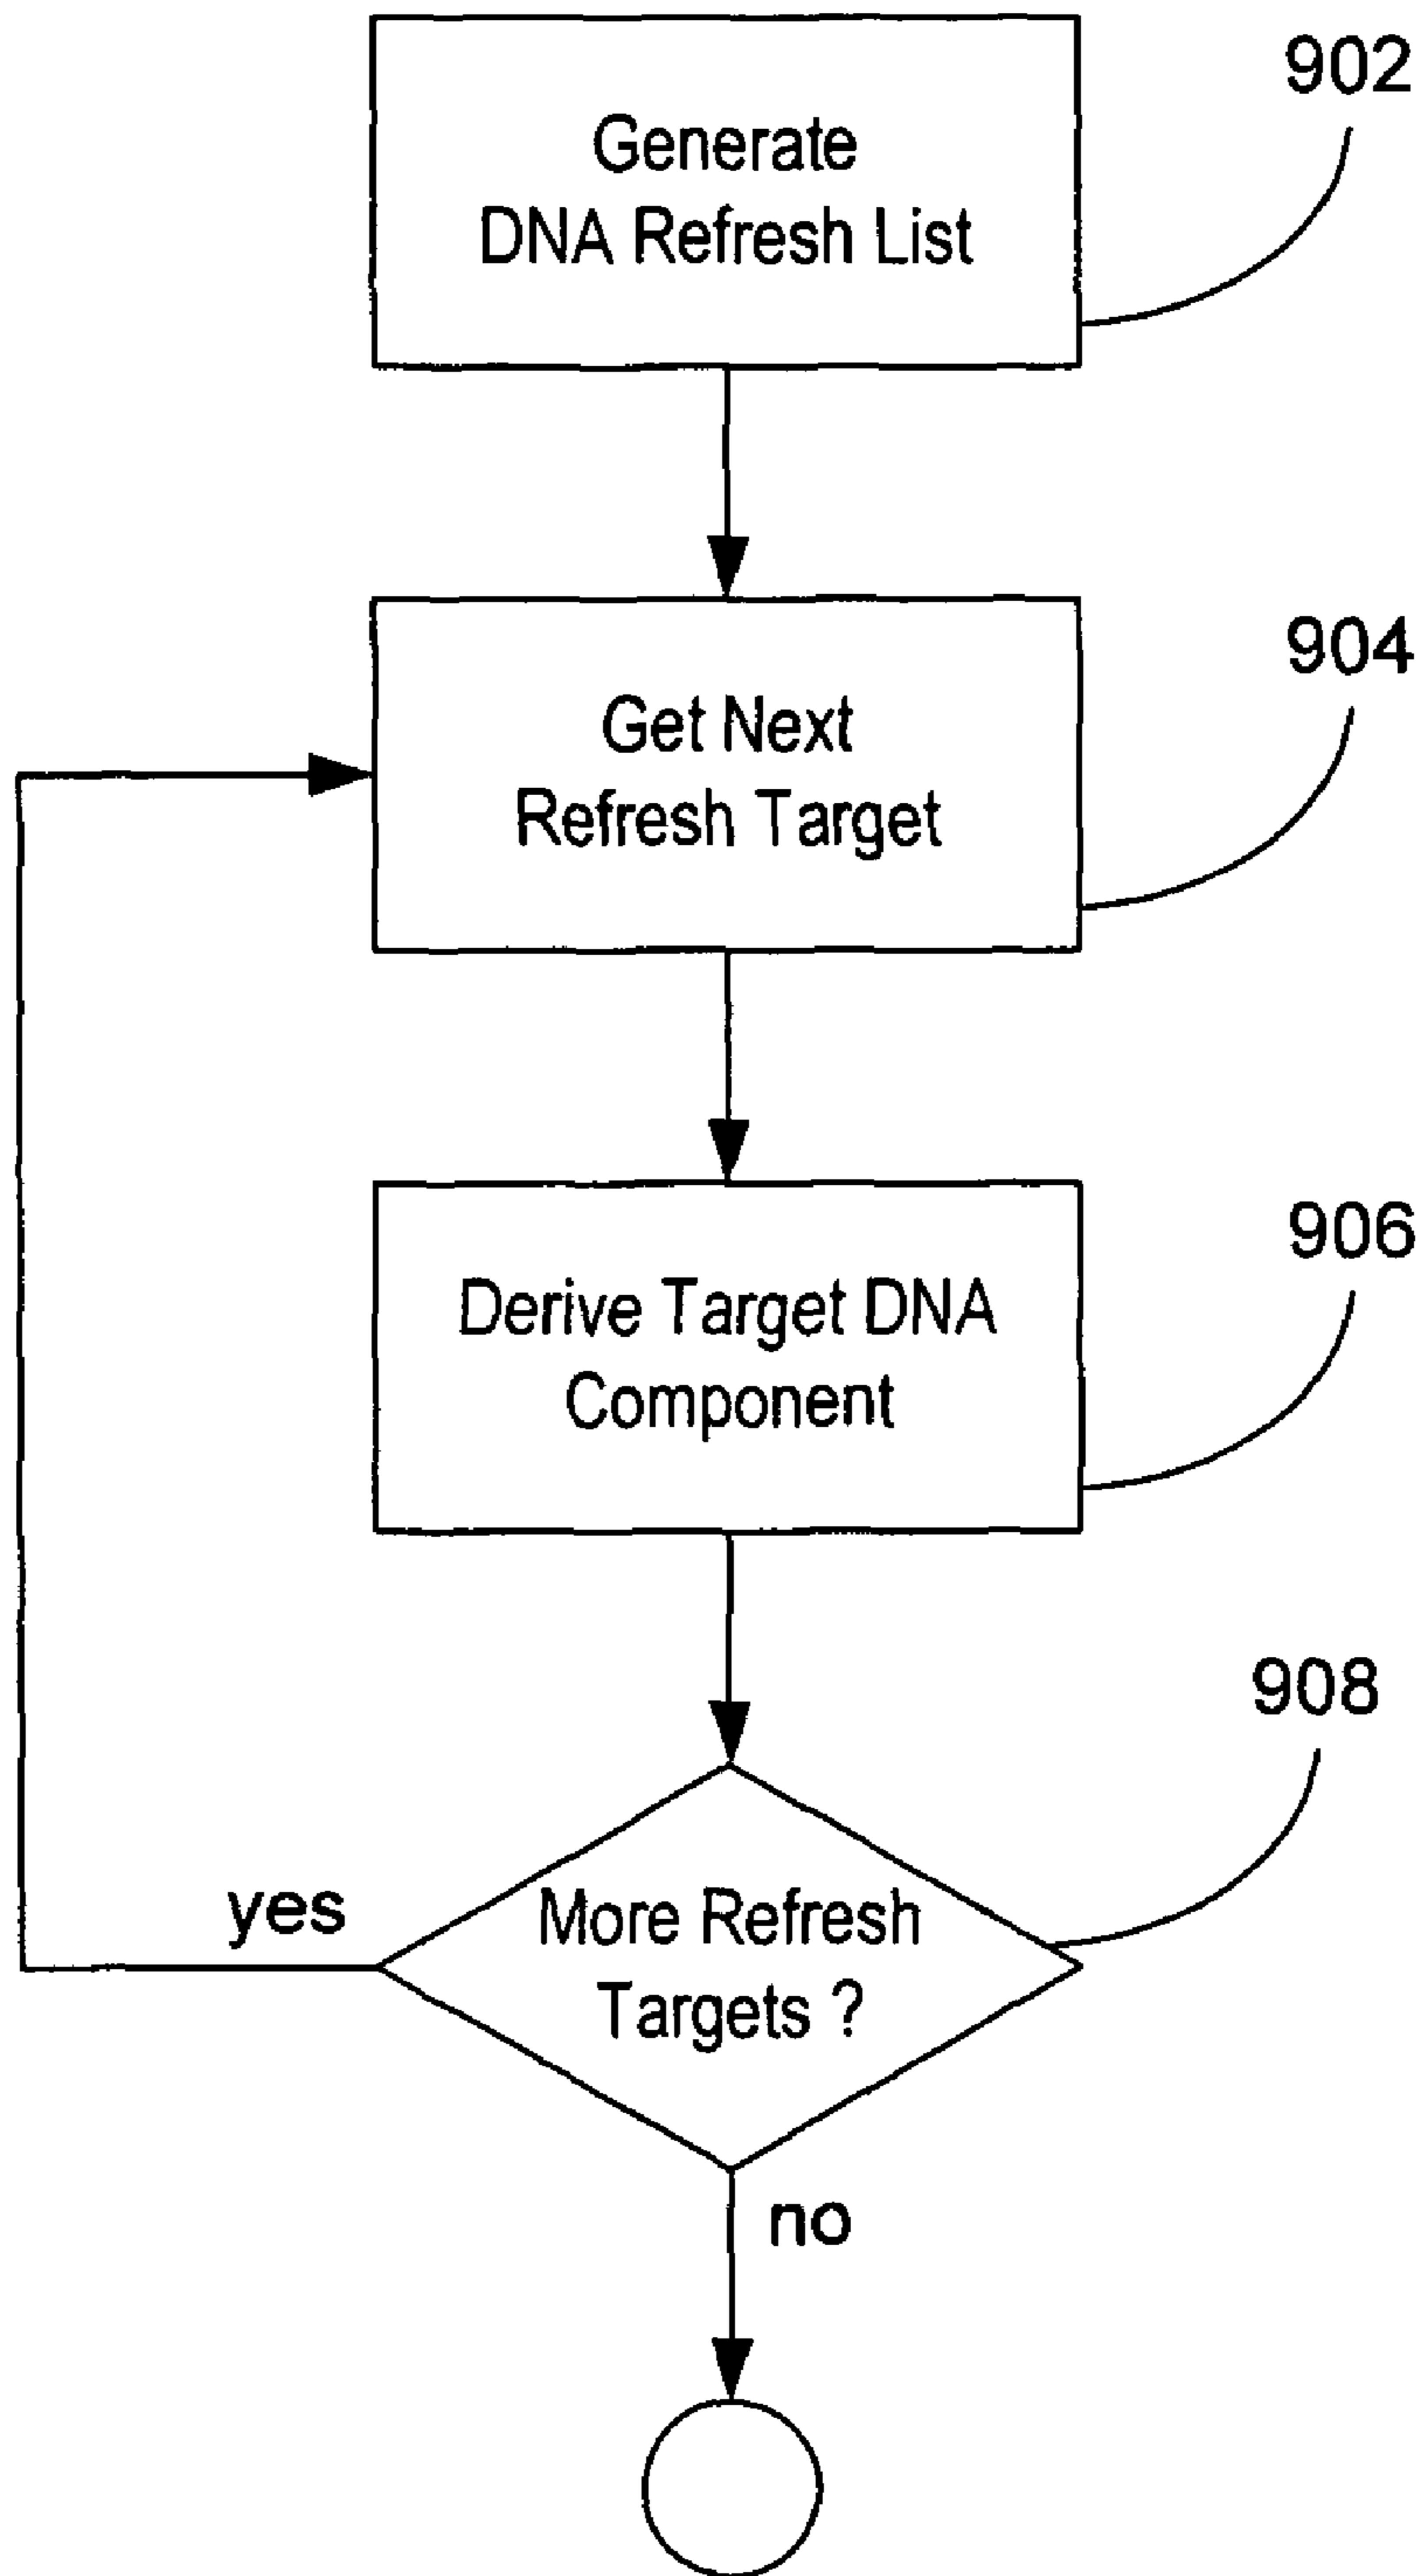 902
Generate
DNA Refresh List
904
Get Next
Refresh Target
906
Derive Target DNA
Component
908
yes
More Refresh
Targets ?
no